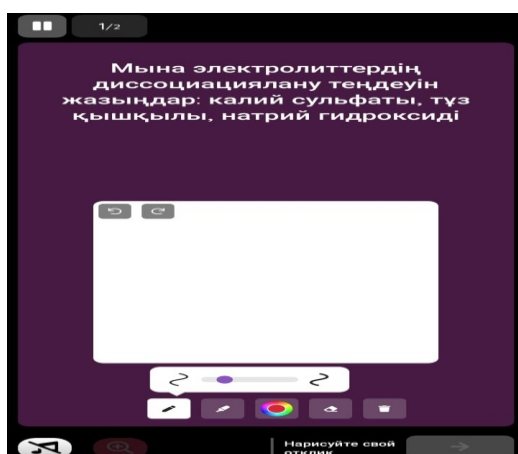 1/2
Мына электролиттердің
диссоциациялану теңдеуін
жазыңдар: калий сульфаты, тұз
қышқылы, натрий гидроксиді
Нарисуйте свой
отклик